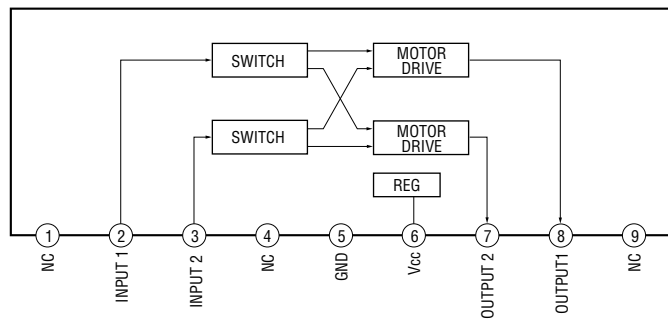 SWITCH
MOTOR
DRIVE
SWITCH
MOTOR
DRIVE
REG
1
2
3
4
5
6
7
8
9
NC
INPUT 1
INPUT 2
NC
GND
Vcc
OUTPUT 2
OUTPUT1
NC